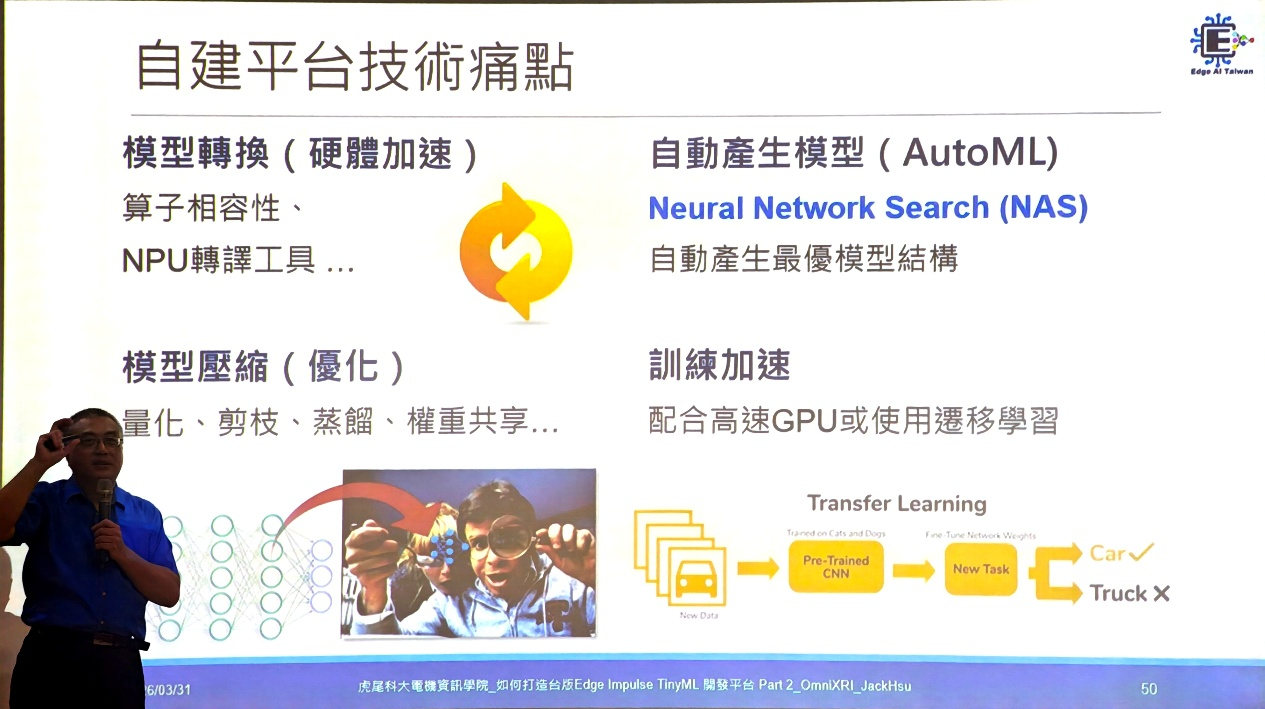 自建平台技術痛點
Edge AI Taiwan
模型轉換（硬體加速）
算子相容性、
NPU轉譯工具 ...
自動產生模型（AutoML)
Neural Network Search (NAS)
自動產生最優模型結構
模型壓縮（優化）
量化、剪枝、蒸餾、權重共享...
訓練加速
配合高速GPU或使用遷移學習
Transfer Learning
Trained on Cats and Dogs
Fine-Tune Network Weights
Pre-Trained
CNN
New Task
Car
Truck
New Data
6/03/31
虎尾科大電機資訊學院_如何打造台版Edge Impulse TinyML 開發平台 Part 2_OmniXRI_JackHsu
50